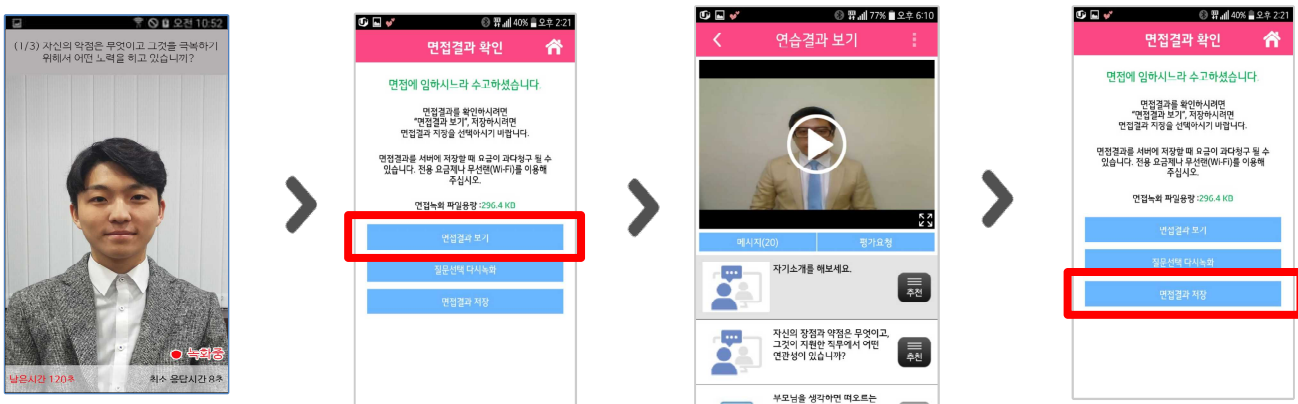 오전 10:52
(1/3) 자신의 약점은 무엇이고 그것을 극복하기
위해서 어떤 노력을 하고 있습니까?
녹화중
남은시간 120초
최소 응답시간 8초
40% 오후 2:21
면접결과 확인
면접에 임하시느라 수고하셨습니다.
면접결과를 확인하시려면
"면접결과 보기", 저장하시려면
면접결과 저장을 선택하시기 바랍니다.
면접결과를 서버에 저장할 때 요금이 과다청구 될 수
있습니다. 전용 요금제나 무선랜(Wi-Fi)를 이용해
주십시오.
면접녹화 파일용량 :296.4 KB
면접결과 보기
질문선택 다시녹화
면접결과 저장
77% 오후 6:10
연습결과 보기
메시지(20)
평가요청
자기소개를 해보세요.
추천
자신의 장점과 약점은 무엇이고,
그것이 지원한 직무에서 어떤
연관성이 있습니까?
추천
부모님을 생각하면 떠오르는
40% 오후 2:21
면접결과 확인
면접에 임하시느라 수고하셨습니다.
면접결과를 확인하시려면
"면접결과 보기", 저장하시려면
면접결과 저장을 선택하시기 바랍니다.
면접결과를 서버에 저장할 때 요금이 과다청구 될 수
있습니다. 전용 요금제나 무선랜(Wi-Fi)를 이용해
주십시오.
면접녹화 파일용량 :296.4 KB
면접결과 보기
질문선택 다시녹화
면접결과 저장